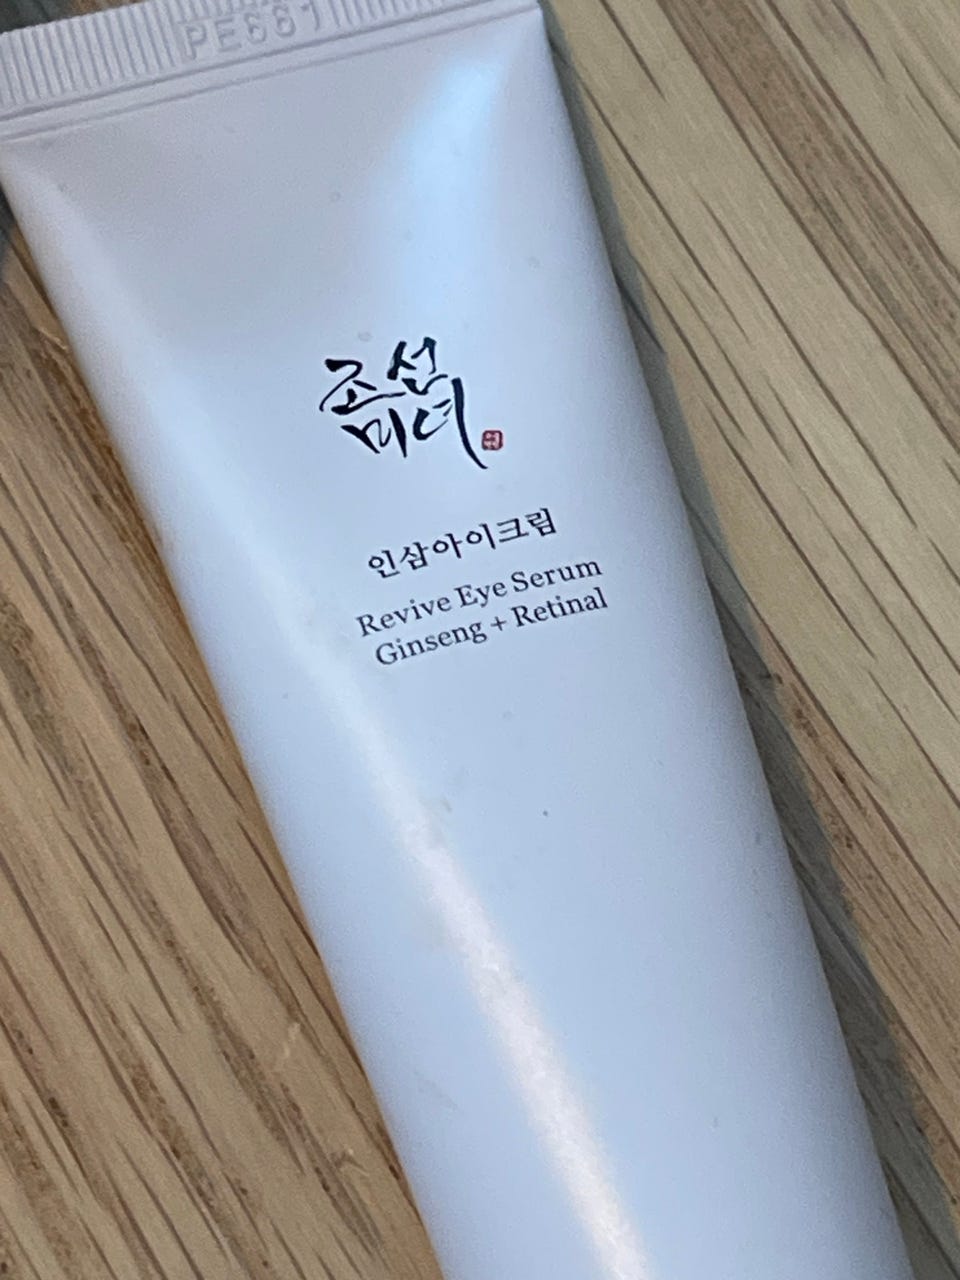 조선
미녀
인삼아이크림
Revive Eye Serum
Ginseng + Retinal